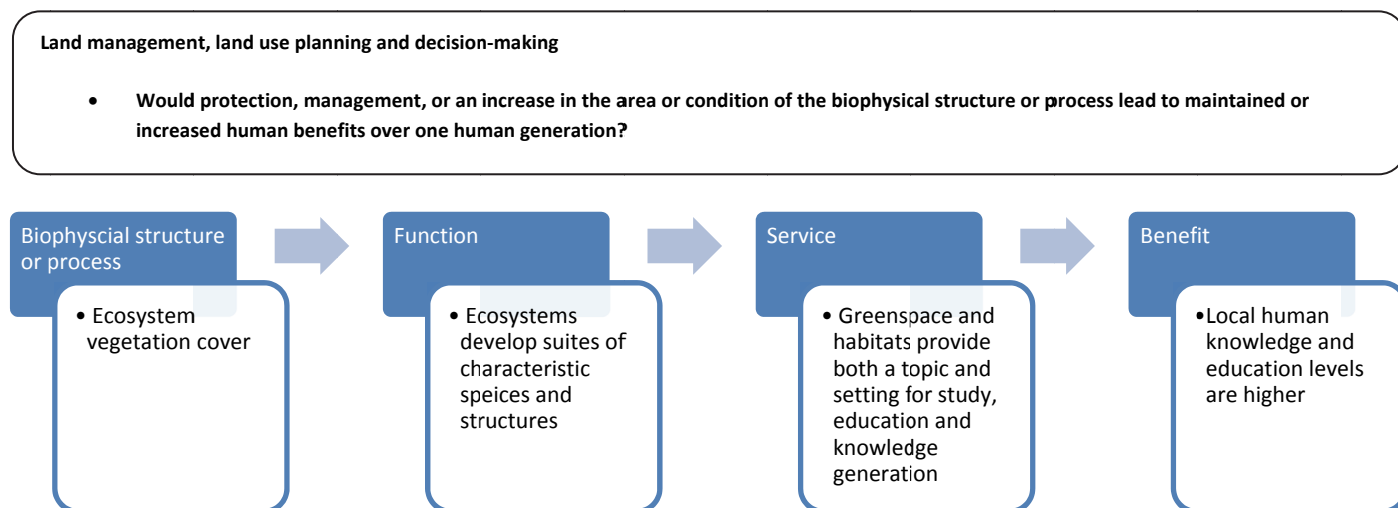 Land management, land use planning and decision-making
• Would protection, management, or an increase in the area or condition of the biophysical structure or process lead to maintained or
increased human benefits over one human generation?
Biophyscial structure
or process
• Ecosystem
vegetation cover
Function
• Ecosystems
develop suites of
characteristic
speices and
structures
Service
• Greenspace and
habitats provide
both a topic and
setting for study,
education and
knowledge
generation
Benefit
•Local human
knowledge and
education levels
are higher